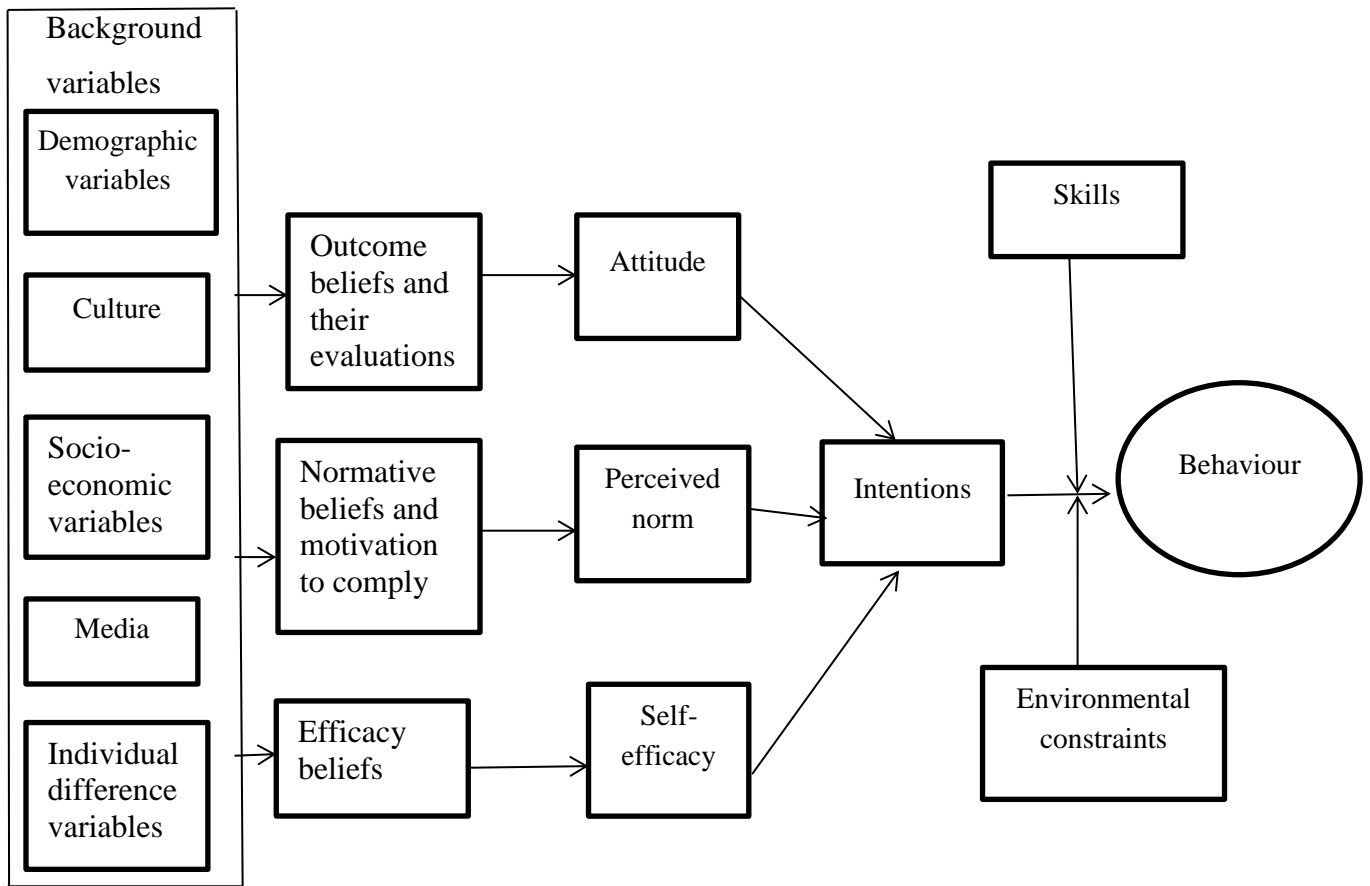 Background
variables
Demographic
variables
Culture
Socio-
economic
variables
Media
Individual
difference
variables
Outcome
beliefs and
their
evaluations
Normative
beliefs and
motivation
to comply
Efficacy
beliefs
Attitude
Perceived
norm
Self-
efficacy
Intentions
Skills
Environmental
constraints
Behaviour